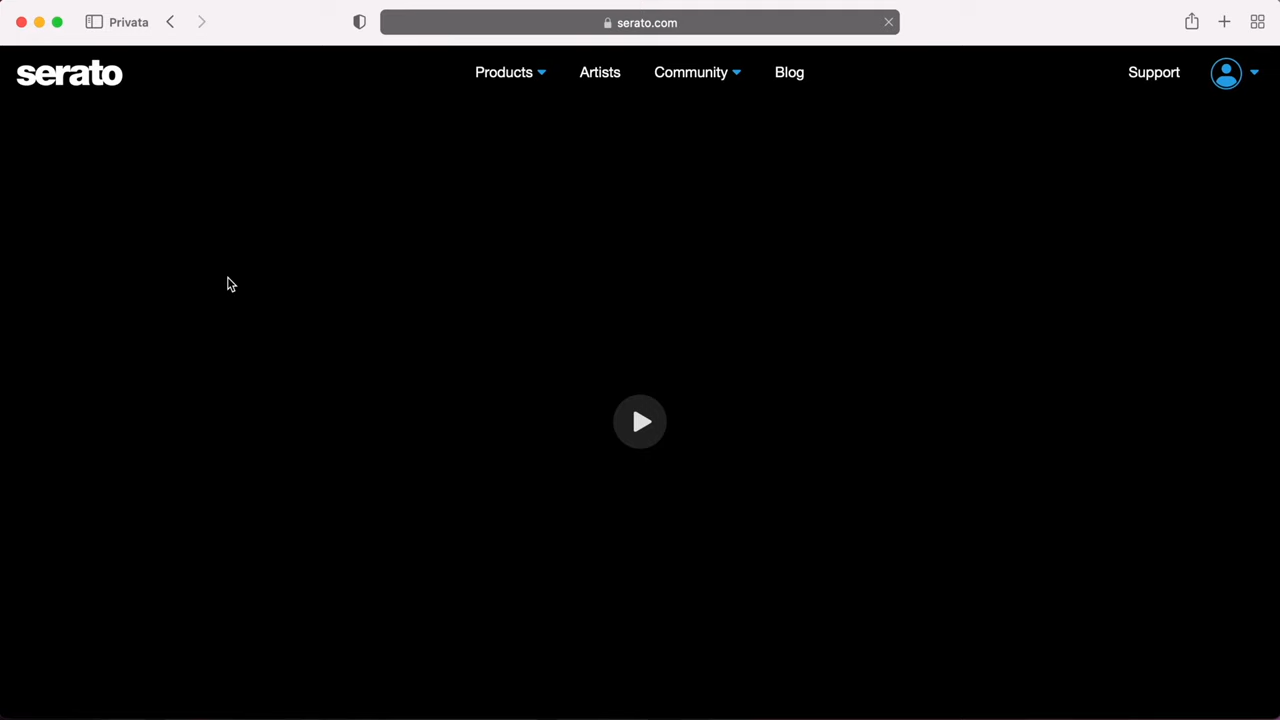 Privata
serato.com
serato
Products
Artists
Community
Blog
Support